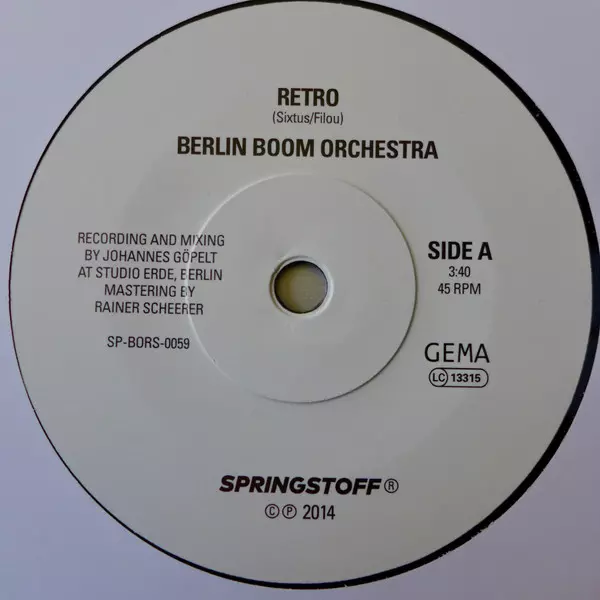 RETRO
(Sixtus/Filou)
BERLIN BOOM ORCHESTRA
RECORDING AND MIXING
BY JOHANNES GÖPELT
AT STUDIO ERDE, BERLIN
MASTERING BY
RAINER SCHEERER
SP-BORS-0059
SIDE A
3:40
45 RPM
GEMA
LC 13315
SPRINGSTOFF ®
© ℗ 2014